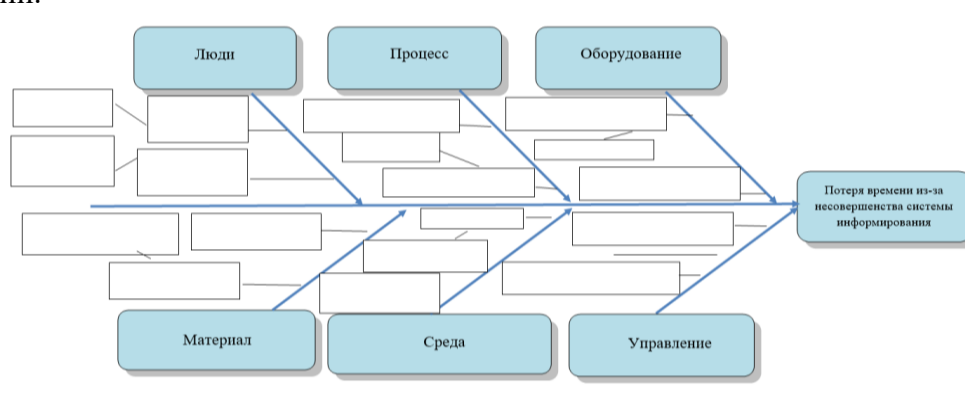 Люди
Процесс
Оборудование
Потеря времени из-за
несовершенства системы
информирования
Материал
Среда
Управление